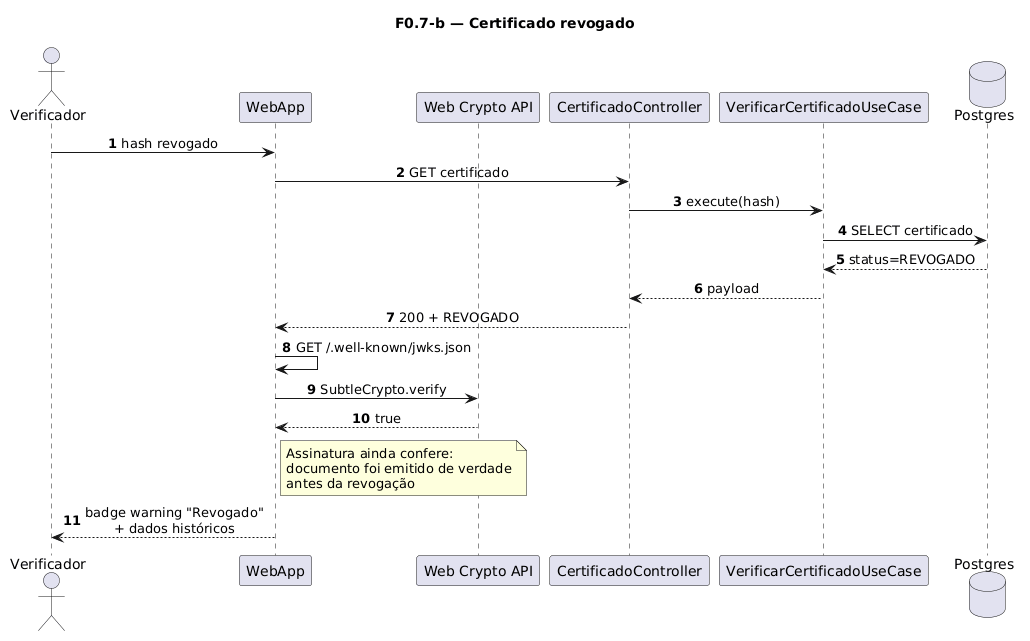 F0.7-b — Certificado revogado
Verificador
WebApp
Web Crypto API
CertificadoController
VerificarCertificadoUseCase
Postgres
1 hash revogado
2 GET certificado
3 execute(hash)
4 SELECT certificado
5 status=REVOGADO
6 payload
7 200 + REVOGADO
8 GET /.well-known/jwks.json
9 SubtleCrypto.verify
10 true
Assinatura ainda confere:
documento foi emitido de verdade
antes da revogação
11 badge warning "Revogado"
+ dados históricos
Verificador
WebApp
Web Crypto API
CertificadoController
VerificarCertificadoUseCase
Postgres